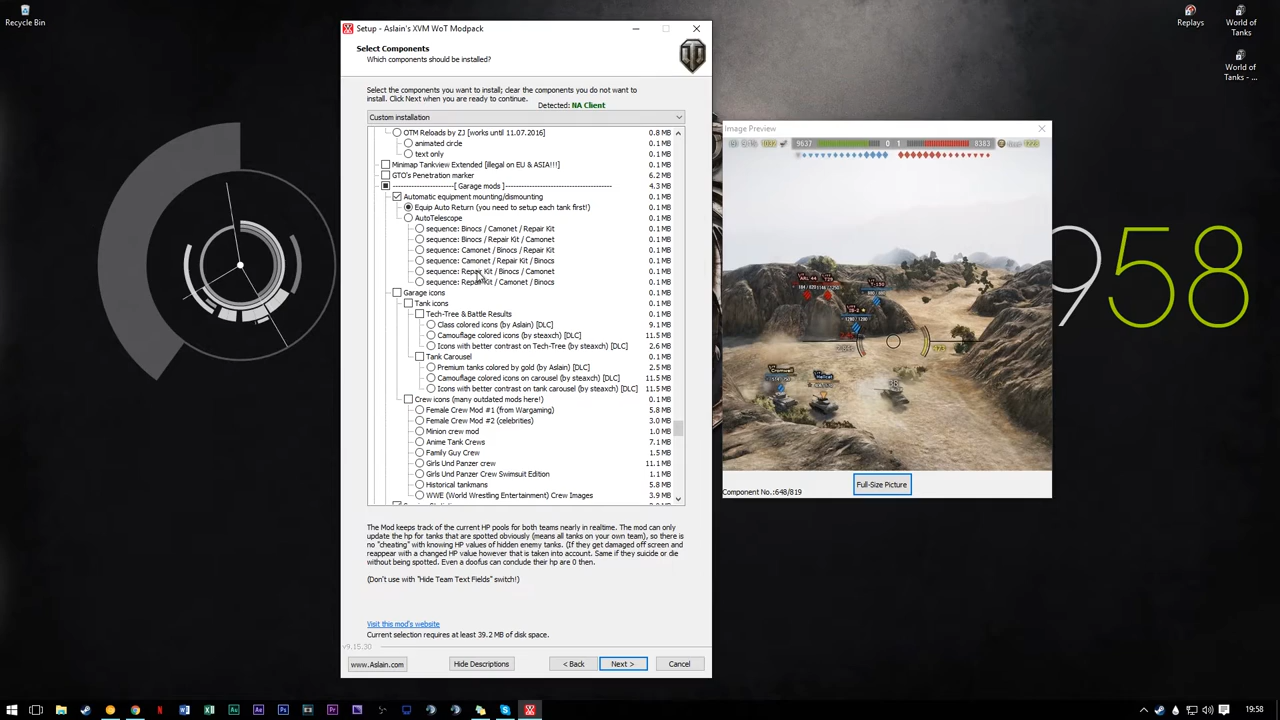 Recycle Bin
Replays
World of
Tanks
World of
Tanks - ...
958
Setup - Aslain's XVM WoT Modpack
Select Components
Which components should be installed?
Select the components you want to install; clear the components you do not want to
install. Click Next when you are ready to continue.
Detected: NA Client
Custom installation
OTM Reloads by ZJ [works until 11.07.2016] 0.8 MB
animated circle 0.1 MB
text only 0.1 MB
Minimap Tankview Extended [illegal on EU & ASIA!!!] 0.1 MB
GTO's Penetration marker 6.2 MB
-----------------------[ Garage mods ]----------------------------------------- 4.3 MB
Automatic equipment mounting/dismounting 0.1 MB
Equip Auto Return (you need to setup each tank first!) 0.1 MB
AutoTelescope 0.1 MB
sequence: Binocs / Camonet / Repair Kit 0.1 MB
sequence: Binocs / Repair Kit / Camonet 0.1 MB
sequence: Camonet / Binocs / Repair Kit 0.1 MB
sequence: Camonet / Repair Kit / Binocs 0.1 MB
sequence: Repair Kit / Binocs / Camonet 0.1 MB
sequence: Repair Kit / Camonet / Binocs 0.1 MB
Garage icons 0.1 MB
Tank icons 0.1 MB
Tech-Tree & Battle Results 0.1 MB
Class colored icons (by Aslain) [DLC] 9.1 MB
Camouflage colored icons (by steaxch) [DLC] 11.5 MB
Icons with better contrast on Tech-Tree (by steaxch) [DLC] 2.6 MB
Tank Carousel 0.1 MB
Premium tanks colored by gold (by Aslain) [DLC] 2.5 MB
Camouflage colored icons on carousel (by steaxch) [DLC] 11.5 MB
Icons with better contrast on tank carousel (by steaxch) [DLC] 11.5 MB
Crew icons (many outdated mods here!) 0.1 MB
Female Crew Mod #1 (from Wargaming) 5.8 MB
Female Crew Mod #2 (celebrities) 3.0 MB
Minion crew mod 1.0 MB
Anime Tank Crews 7.1 MB
Family Guy Crew 1.5 MB
Girls Und Panzer crew 11.1 MB
Girls Und Panzer Crew Swimsuit Edition 1.1 MB
Historical tankmans 5.8 MB
WWE (World Wrestling Entertainment) Crew Images 3.9 MB
The Mod keeps track of the current HP pools for both teams nearly in realtime. The mod can only
update the hp for tanks that are spotted obviously (means all tanks on your own team), so there
is no "cheating" with knowing HP values of hidden enemy tanks. (If they get damaged off screen and
reappear with a changed HP value however that is taken into account. Same if they suicide or die
without being spotted. Even a doofus can conclude their hp are 0 then.
(Don't use with "Hide Team Text Fields" switch!)
Visit this mod's website
Current selection requires at least 39.2 MB of disk space.
v9.15.30
www.Aslain.com
Hide Descriptions
< Back
Next >
Cancel
Image Preview
9637 0 1 8383
Cromwell
Hellcat
Full-Size Picture
Component No.:648/819
19:58